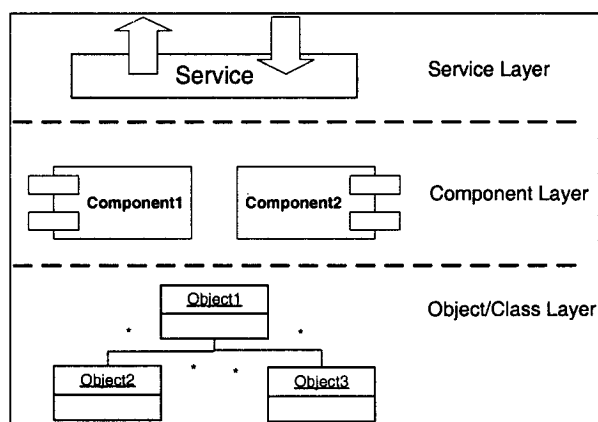 Service
Service Layer
Component1
Component2
Component Layer
Object1
Object/Class Layer
* *
Object2
* *
Object3